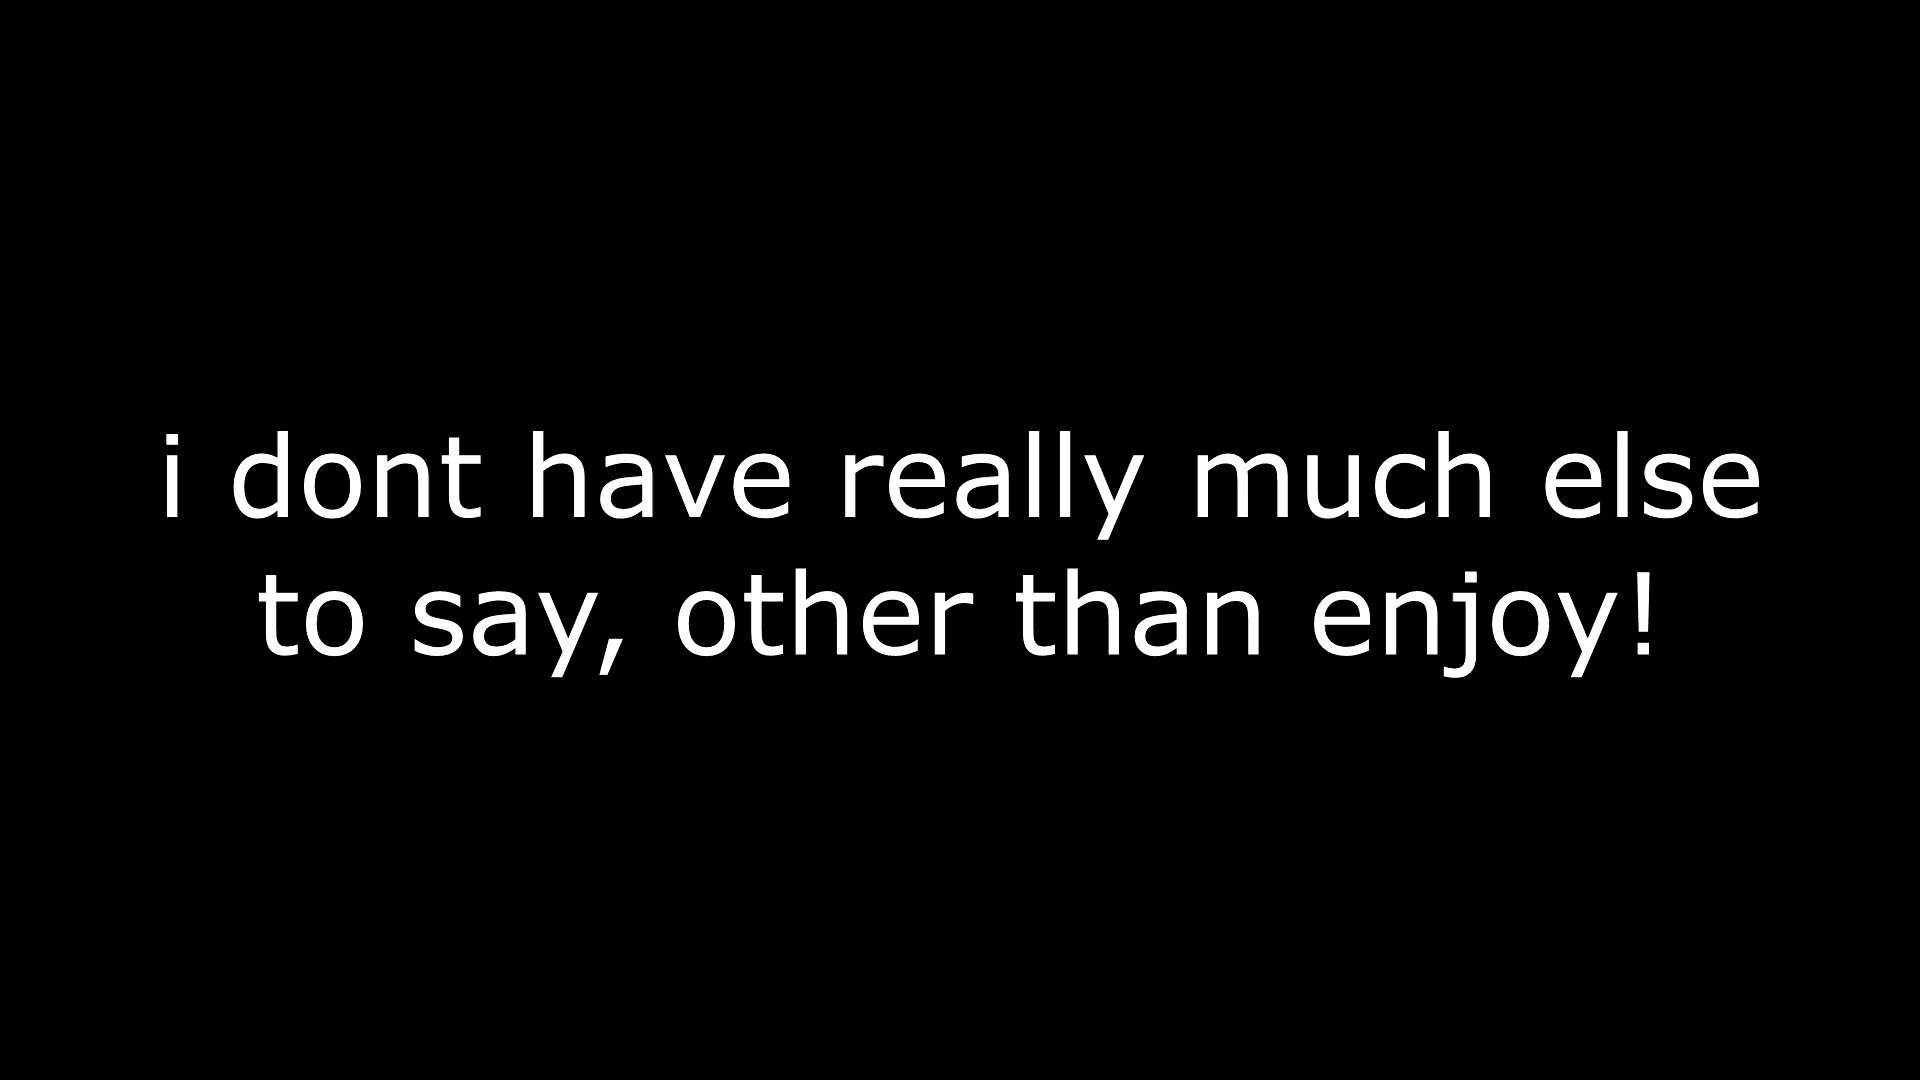 i dont have really much else
to say, other than enjoy!